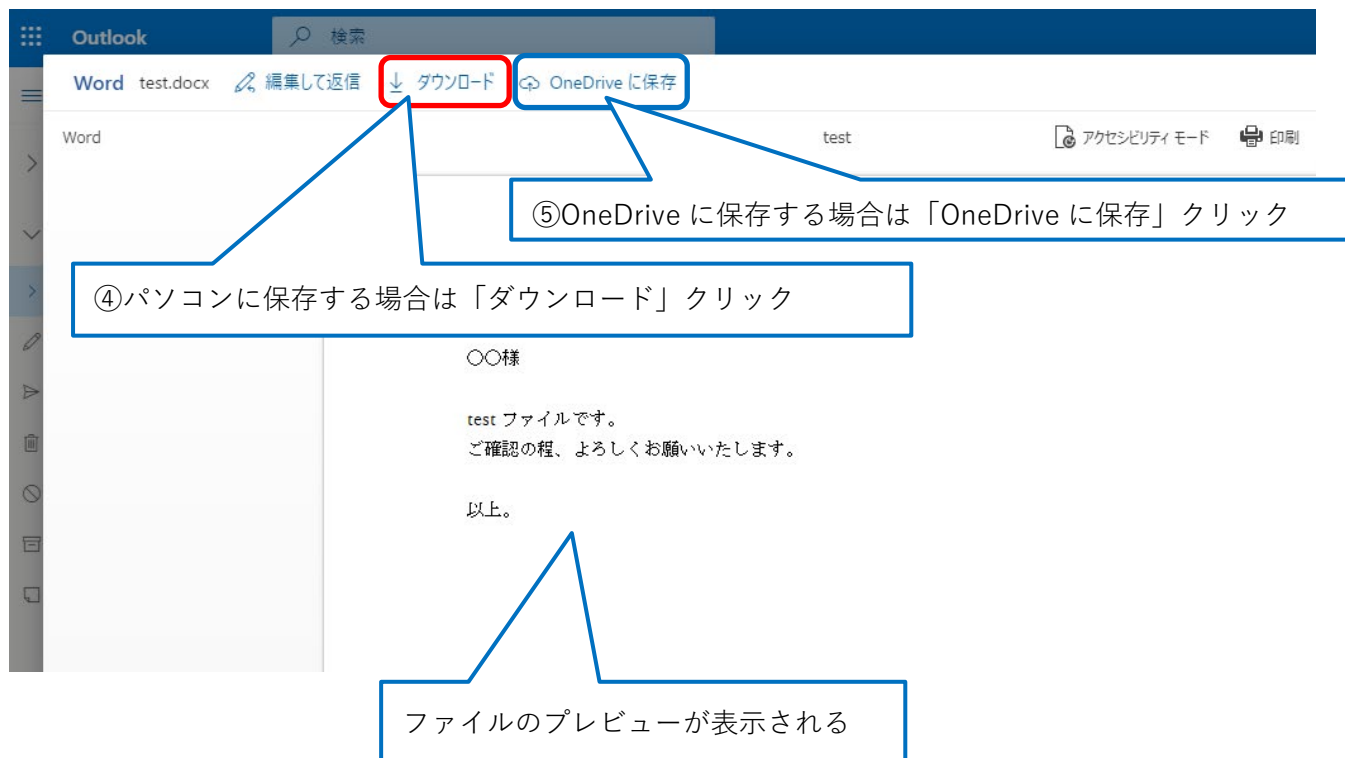 Outlook 検索
Word test.docx 編集して返信 ダウンロード OneDrive に保存
Word test アクセシビリティ モード 印刷
⑤OneDrive に保存する場合は「OneDrive に保存」クリック
④パソコンに保存する場合は「ダウンロード」クリック
〇〇様
test ファイルです。
ご確認の程、よろしくお願いいたします。
以上。
ファイルのプレビューが表示される